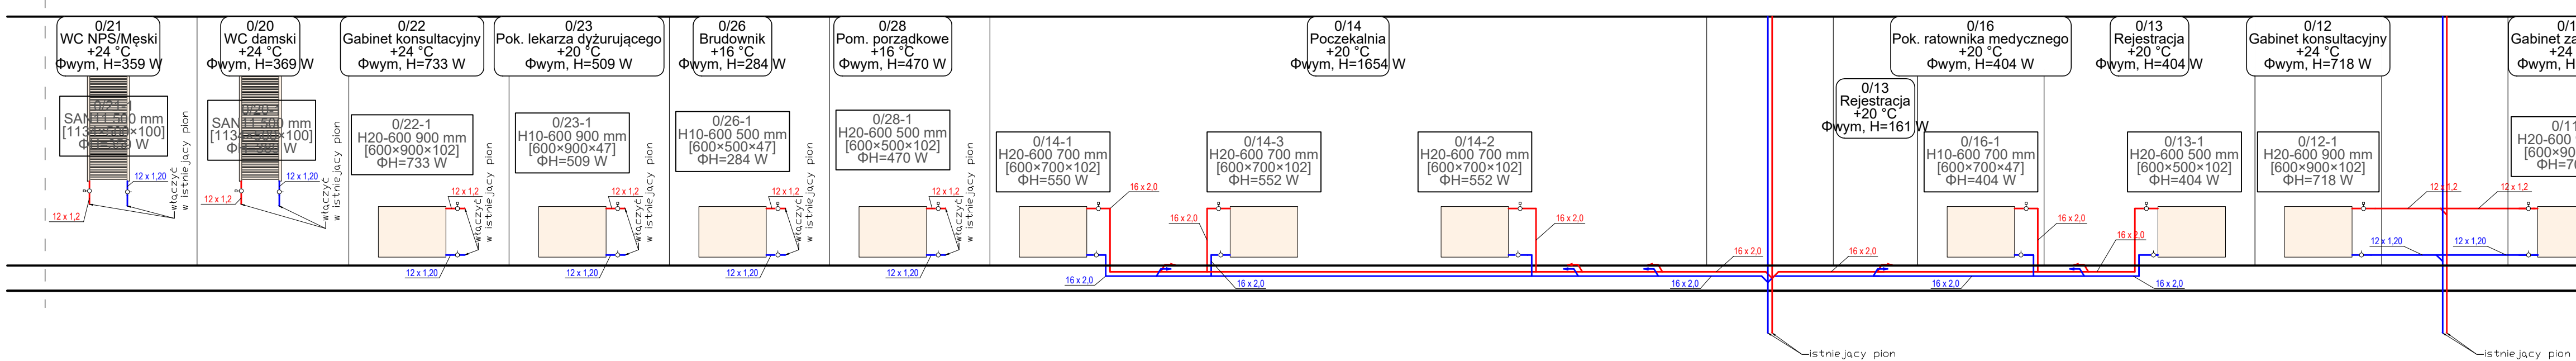 0/21
WC NPS/Męski
+24 °C
Φwym, H=359 W
0/20
WC damski
+24 °C
Φwym, H=369 W
0/22
Gabinet konsultacyjny
+24 °C
Φwym, H=733 W
0/23
Pok. lekarza dyżurującego
+20 °C
Φwym, H=509 W
0/26
Brudownik
+16 °C
Φwym, H=284 W
0/28
Pom. porządkowe
+16 °C
Φwym, H=470 W
0/14
Poczekalnia
+20 °C
Φwym, H=1654 W
0/16
Pok. ratownika medycznego
+20 °C
Φwym, H=404 W
0/13
Rejestracja
+20 °C
Φwym, H=404 W
0/12
Gabinet konsultacyjny
+24 °C
Φwym, H=718 W
Gabinet
+24
0/13
Rejestracja
+20 °C
Φwym, H=161 W
0/22-1
H20-600 900 mm
[600×900×102]
ΦH=733 W
0/23-1
H10-600 900 mm
[600×900×47]
ΦH=509 W
0/26-1
H10-600 500 mm
[600×500×47]
ΦH=284 W
0/28-1
H20-600 500 mm
[600×500×102]
ΦH=470 W
0/14-1
H20-600 700 mm
[600×700×102]
ΦH=550 W
0/14-3
H20-600 700 mm
[600×700×102]
ΦH=552 W
0/14-2
H20-600 700 mm
[600×700×102]
ΦH=552 W
0/16-1
H10-600 700 mm
[600×700×47]
ΦH=404 W
0/13-1
H20-600 500 mm
[600×500×102]
ΦH=404 W
0/12-1
H20-600 900 mm
[600×900×102]
ΦH=718 W
H20-600
12 x 1,20
12 x 1,2
włączyć
w istniejący pion
12 x 1,20
12 x 1,2
włączyć
w istniejący pion
12 x 1,2
12 x 1,20
włączyć
w istniejący pion
12 x 1,2
12 x 1,20
włączyć
w istniejący pion
12 x 1,2
12 x 1,20
włączyć
w istniejący pion
12 x 1,2
12 x 1,20
włączyć
w istniejący pion
16 x 2,0
16 x 2,0
16 x 2,0
16 x 2,0
16 x 2,0
16 x 2,0
16 x 2,0
16 x 2,0
16 x 2,0
16 x 2,0
16 x 2,0
16 x 2,0
12 x 1,2
12 x 1,2
12 x 1,20
12 x 1,20
istniejący pion
istniejący pion